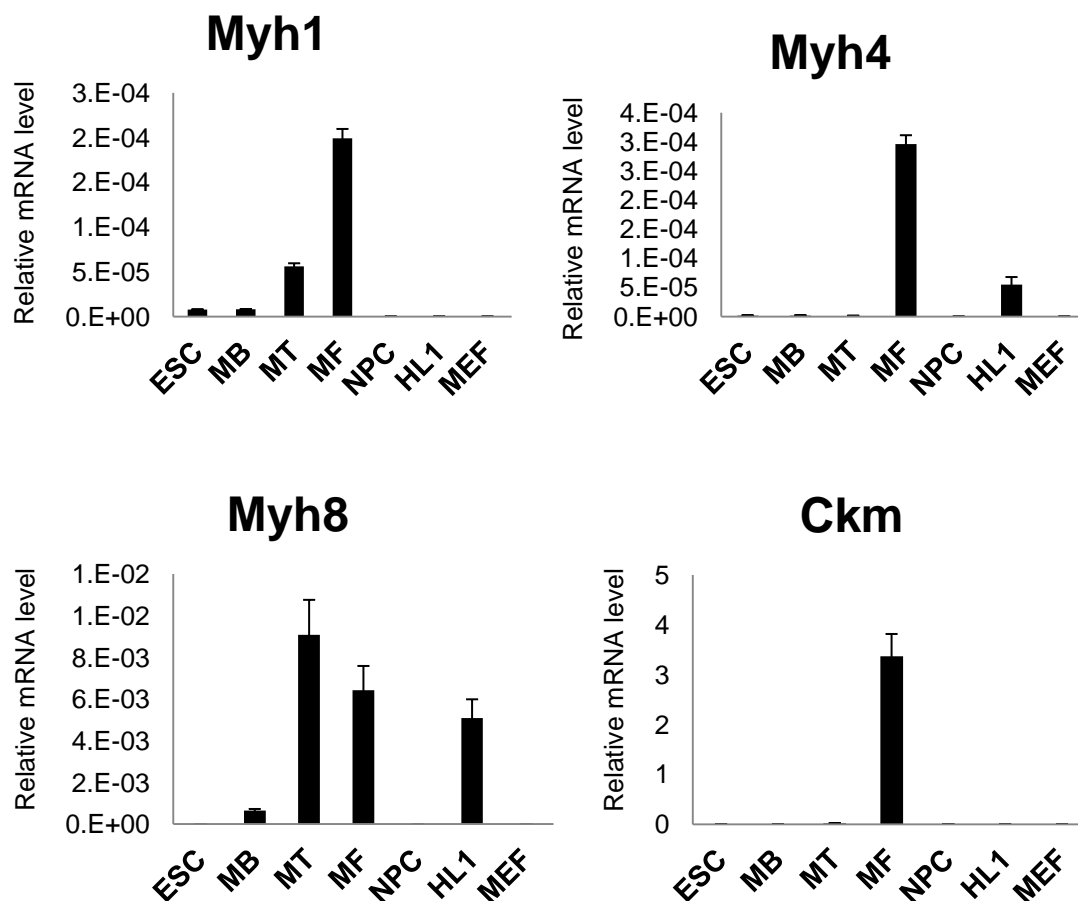 Myh1
Relative mRNA level
3.E-04
2.E-04
2.E-04
1.E-04
5.E-05
0.E+00
ESC MB MT MF NPC HL1 MEF
Myh4
Relative mRNA level
4.E-04
3.E-04
3.E-04
2.E-04
2.E-04
1.E-04
5.E-05
0.E+00
ESC MB MT MF NPC HL1 MEF
Myh8
Relative mRNA level
1.E-02
1.E-02
8.E-03
6.E-03
4.E-03
2.E-03
0.E+00
ESC MB MT MF NPC HL1 MEF
Ckm
Relative mRNA level
5
4
3
2
1
0
ESC MB MT MF NPC HL1 MEF